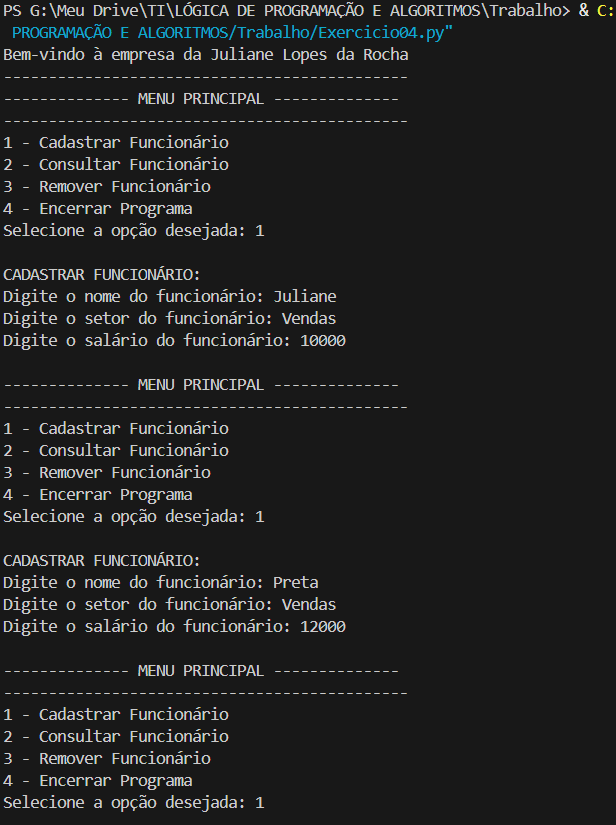 PS G:\Meu Drive\TI\LÓGICA DE PROGRAMAÇÃO E ALGORITMOS\Trabalho> & C:
PROGRAMAÇÃO E ALGORITMOS/Trabalho/Exercicio04.py"
Bem-vindo à empresa da Juliane Lopes da Rocha
---------------------------------------------
-------------- MENU PRINCIPAL --------------
---------------------------------------------
1 - Cadastrar Funcionário
2 - Consultar Funcionário
3 - Remover Funcionário
4 - Encerrar Programa
Selecione a opção desejada: 1

CADASTRAR FUNCIONÁRIO:
Digite o nome do funcionário: Juliane
Digite o setor do funcionário: Vendas
Digite o salário do funcionário: 10000

-------------- MENU PRINCIPAL --------------
---------------------------------------------
1 - Cadastrar Funcionário
2 - Consultar Funcionário
3 - Remover Funcionário
4 - Encerrar Programa
Selecione a opção desejada: 1

CADASTRAR FUNCIONÁRIO:
Digite o nome do funcionário: Preta
Digite o setor do funcionário: Vendas
Digite o salário do funcionário: 12000

-------------- MENU PRINCIPAL --------------
---------------------------------------------
1 - Cadastrar Funcionário
2 - Consultar Funcionário
3 - Remover Funcionário
4 - Encerrar Programa
Selecione a opção desejada: 1